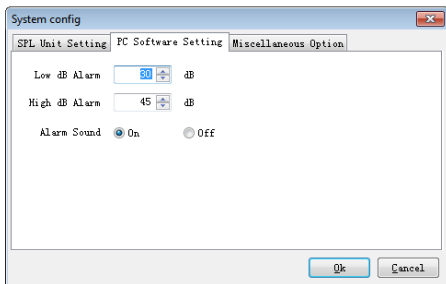 System config
SPL Unit Setting PC Software Setting Miscellaneous Option
Low dB Alarm 30 dB
High dB Alarm 45 dB
Alarm Sound On Off
Ok Cancel